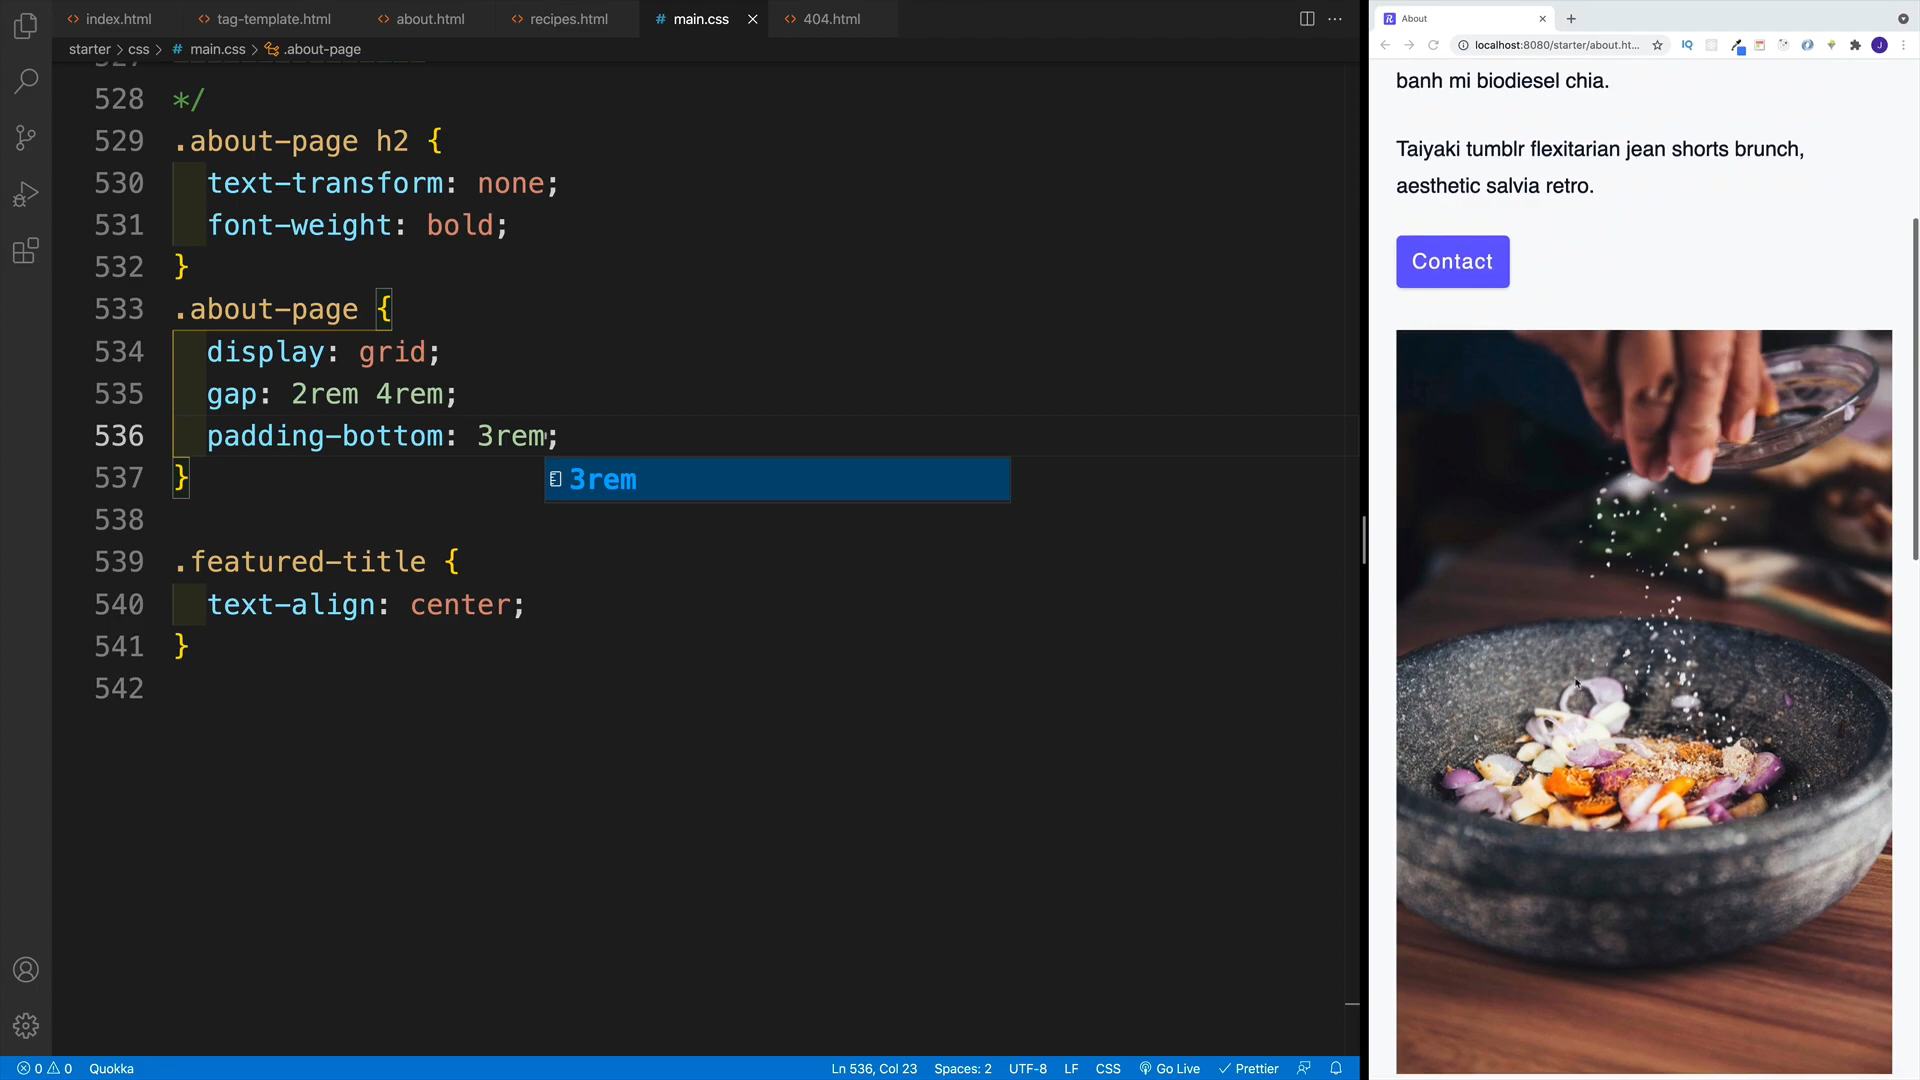 index.html
tag-template.html
about.html
recipes.html
# main.css
404.html
starter > css > # main.css > .about-page
528 */
529 .about-page h2 {
530 text-transform: none;
531 font-weight: bold;
532 }
533 .about-page {
534 display: grid;
535 gap: 2rem 4rem;
536 padding-bottom: 3rem;
537 }
3rem
538
539 .featured-title {
540 text-align: center;
541 }
542
0 0 Quokka
Ln 536, Col 23 Spaces: 2 UTF-8 LF CSS Go Live Prettier
About
localhost:8080/starter/about.ht...
IQ
J
banh mi biodiesel chia.
Taiyaki tumblr flexitarian jean shorts brunch,
aesthetic salvia retro.
Contact